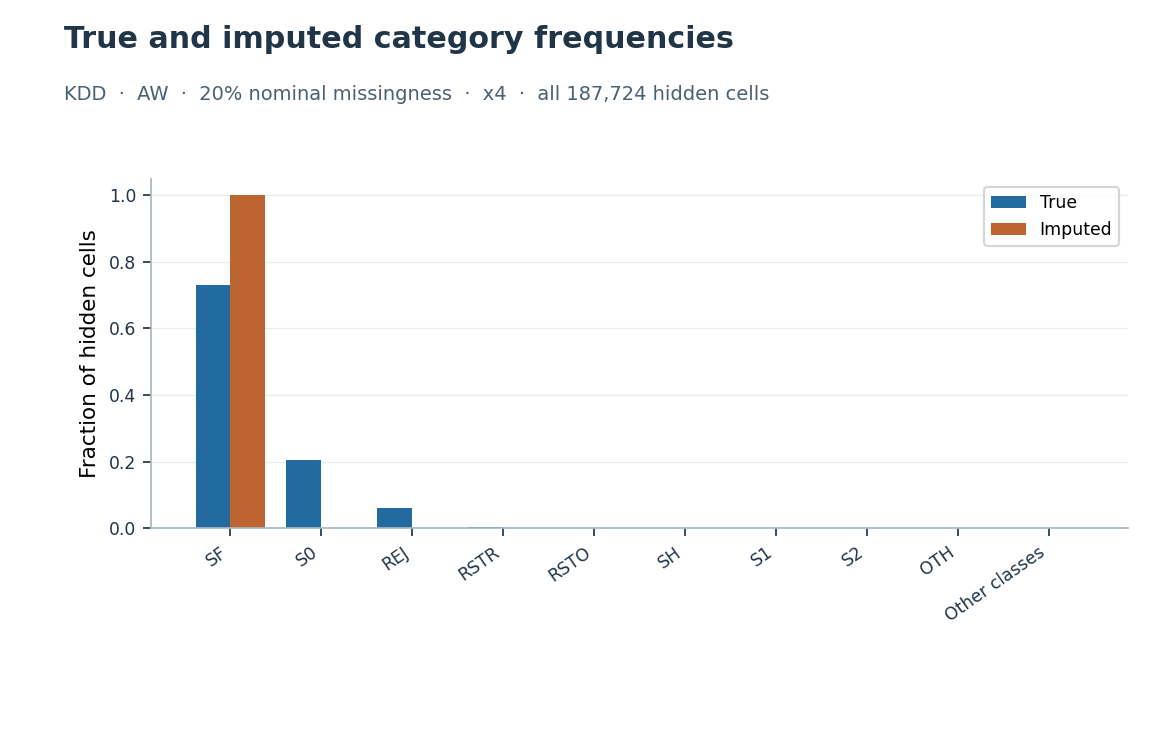 True and imputed category frequencies
KDD · AW · 20% nominal missingness · x4 · all 187,724 hidden cells
True
Imputed
Fraction of hidden cells
1.0
0.8
0.6
0.4
0.2
0.0
SF
S0
REJ
RSTR
RSTO
SH
S1
S2
OTH
Other classes